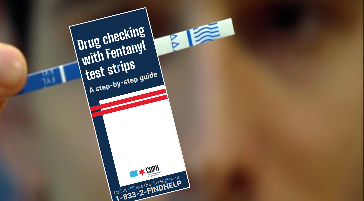 Drug checking
with Fentanyl
test strips
A step-by-step guide
1-833-2-FINDHELP